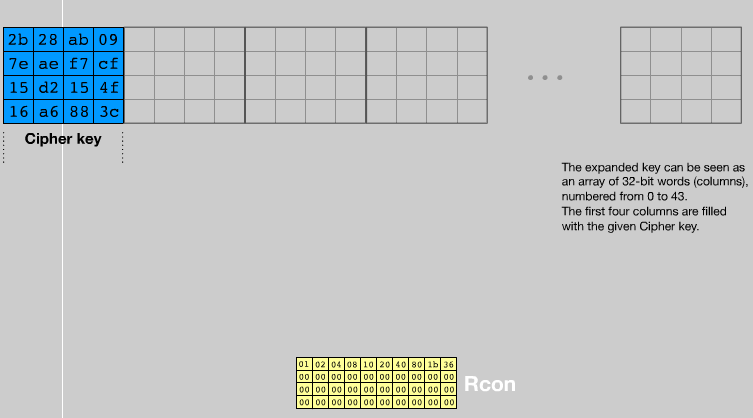 2b 28 ab 09
7e ae f7 cf
15 d2 15 4f
16 a6 88 3c
Cipher key
The expanded key can be seen as
an array of 32-bit words (columns),
numbered from 0 to 43.
The first four columns are filled
with the given Cipher key.
01 02 04 08 10 20 40 80 1b 36
00 00 00 00 00 00 00 00 00 00
00 00 00 00 00 00 00 00 00 00
00 00 00 00 00 00 00 00 00 00
Rcon